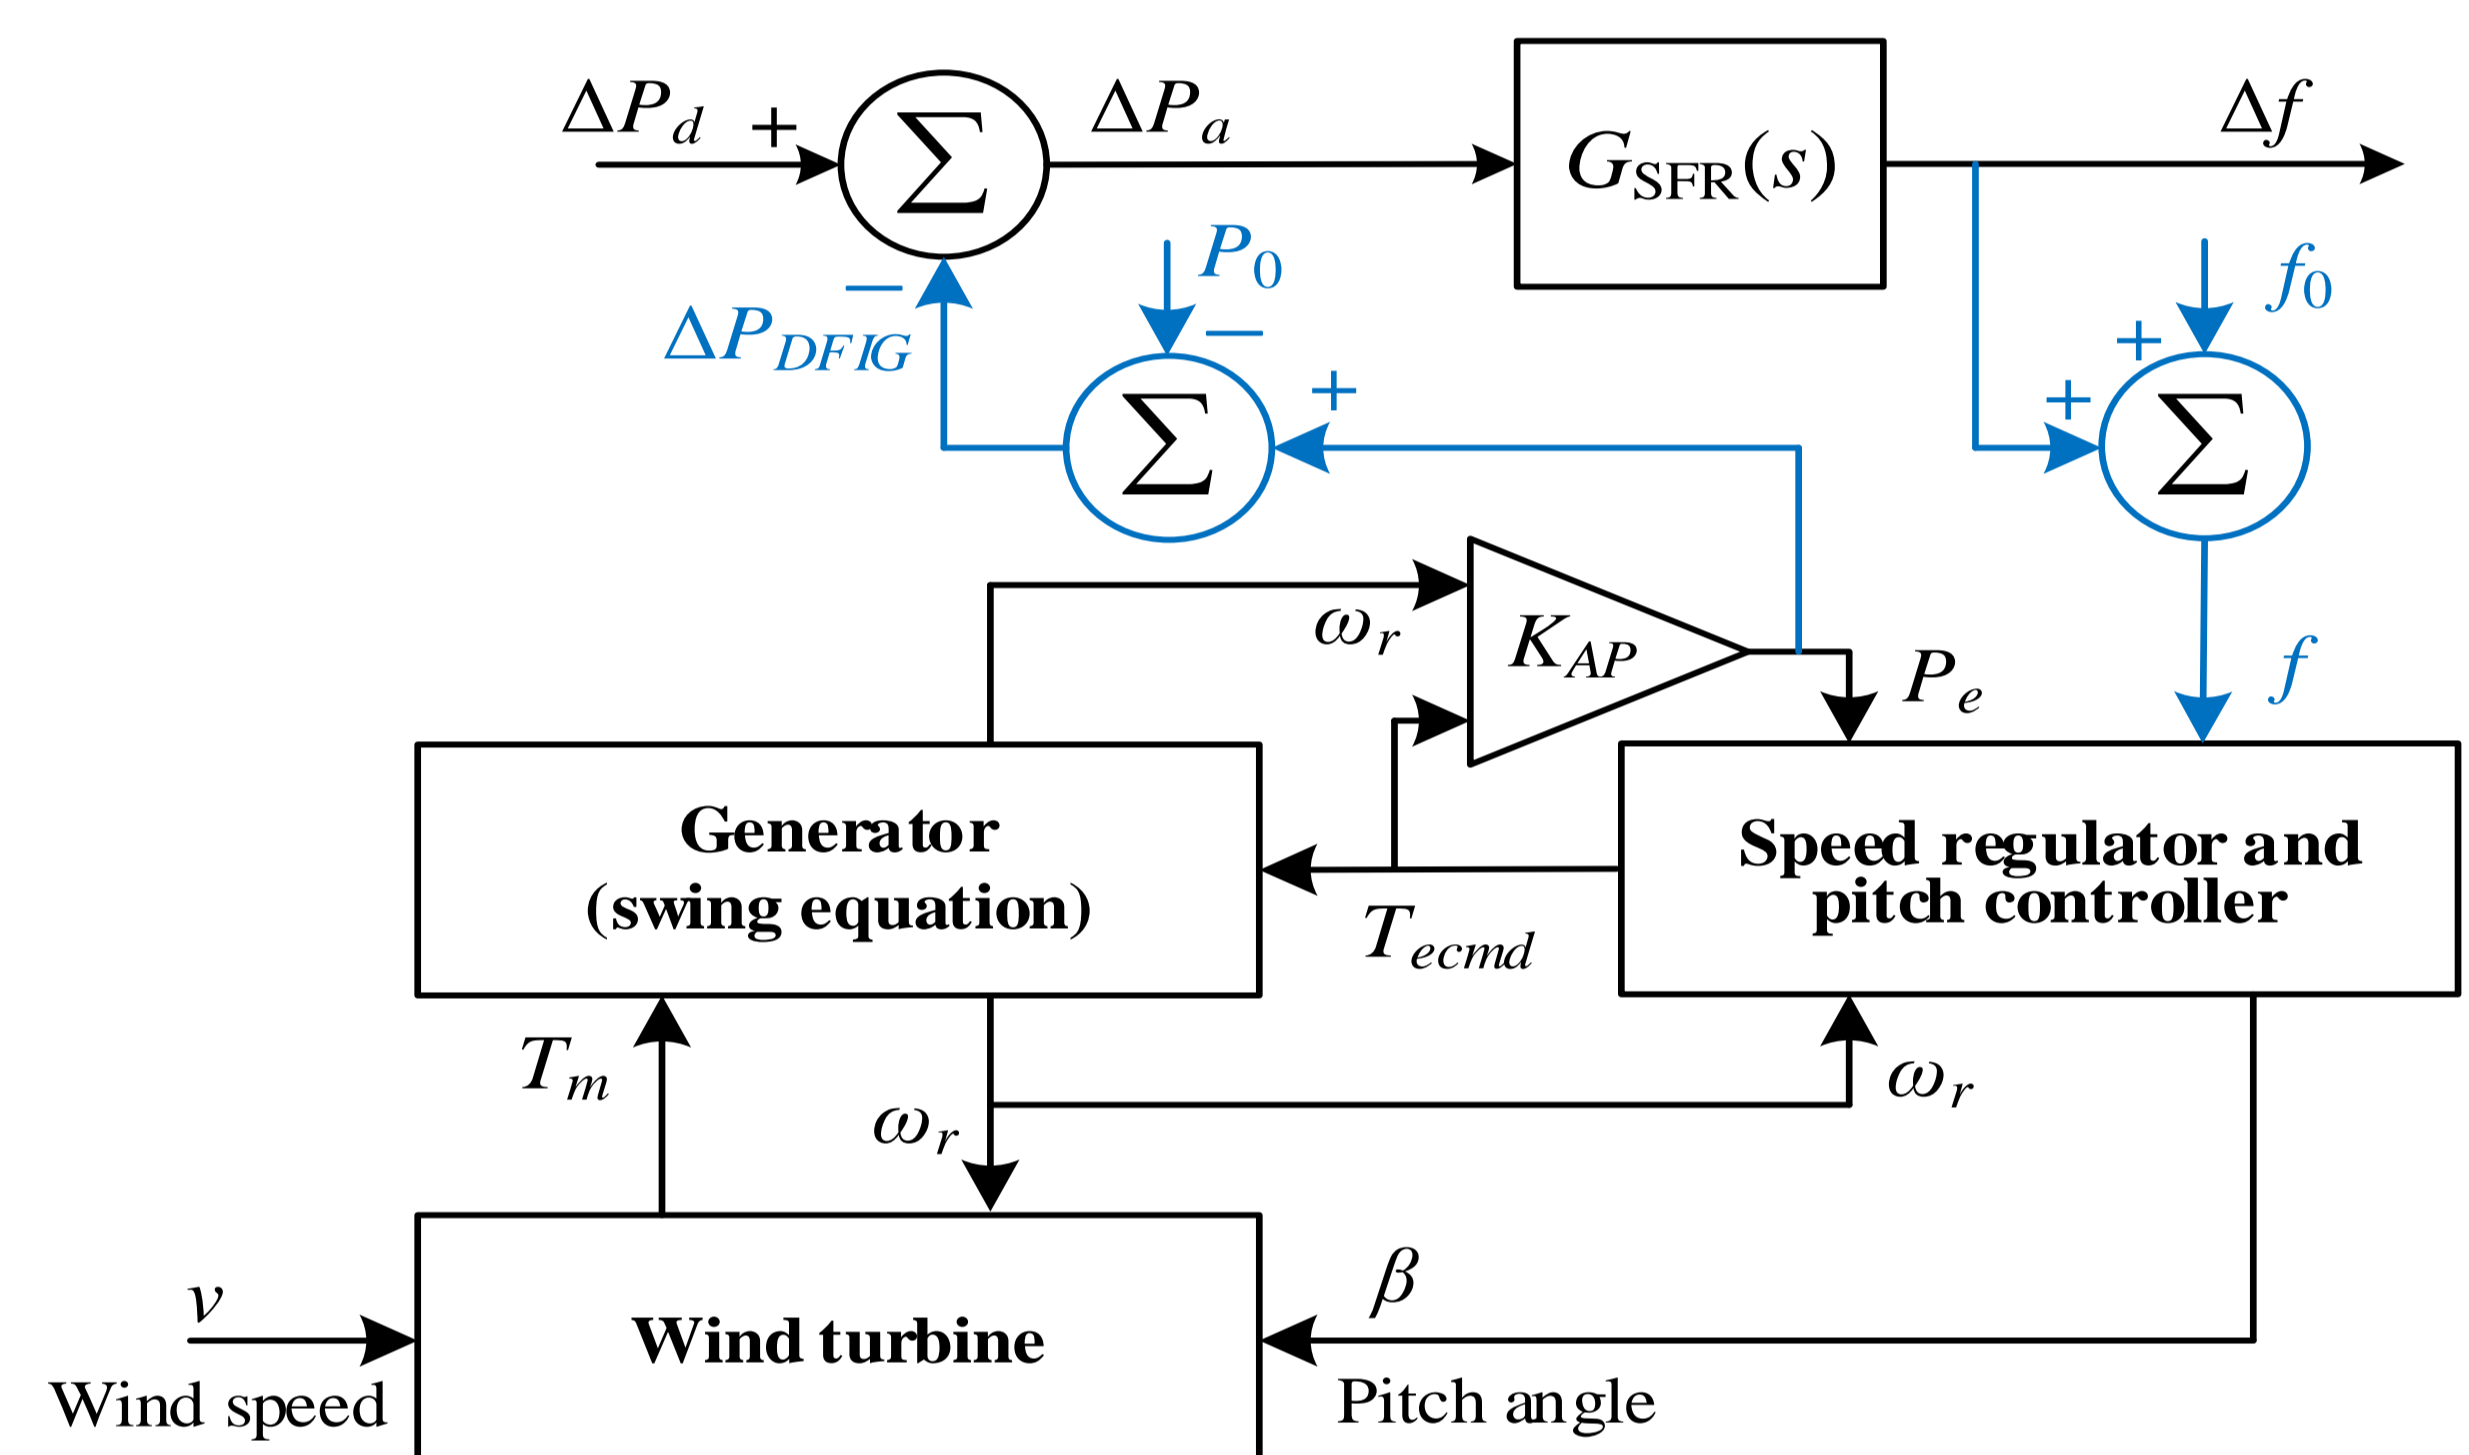 ΔP_d + Σ ΔP_a G_SFR(s) Δf
P_0 −
− ΔP_DFIG
f_0 +
Σ +
+ Σ
ω_r K_AP P_e f
Generator
(swing equation)
Speed regulator and
pitch controller
T_ecmd
T_m ω_r ω_r
v
Wind speed
Wind turbine
β
Pitch angle